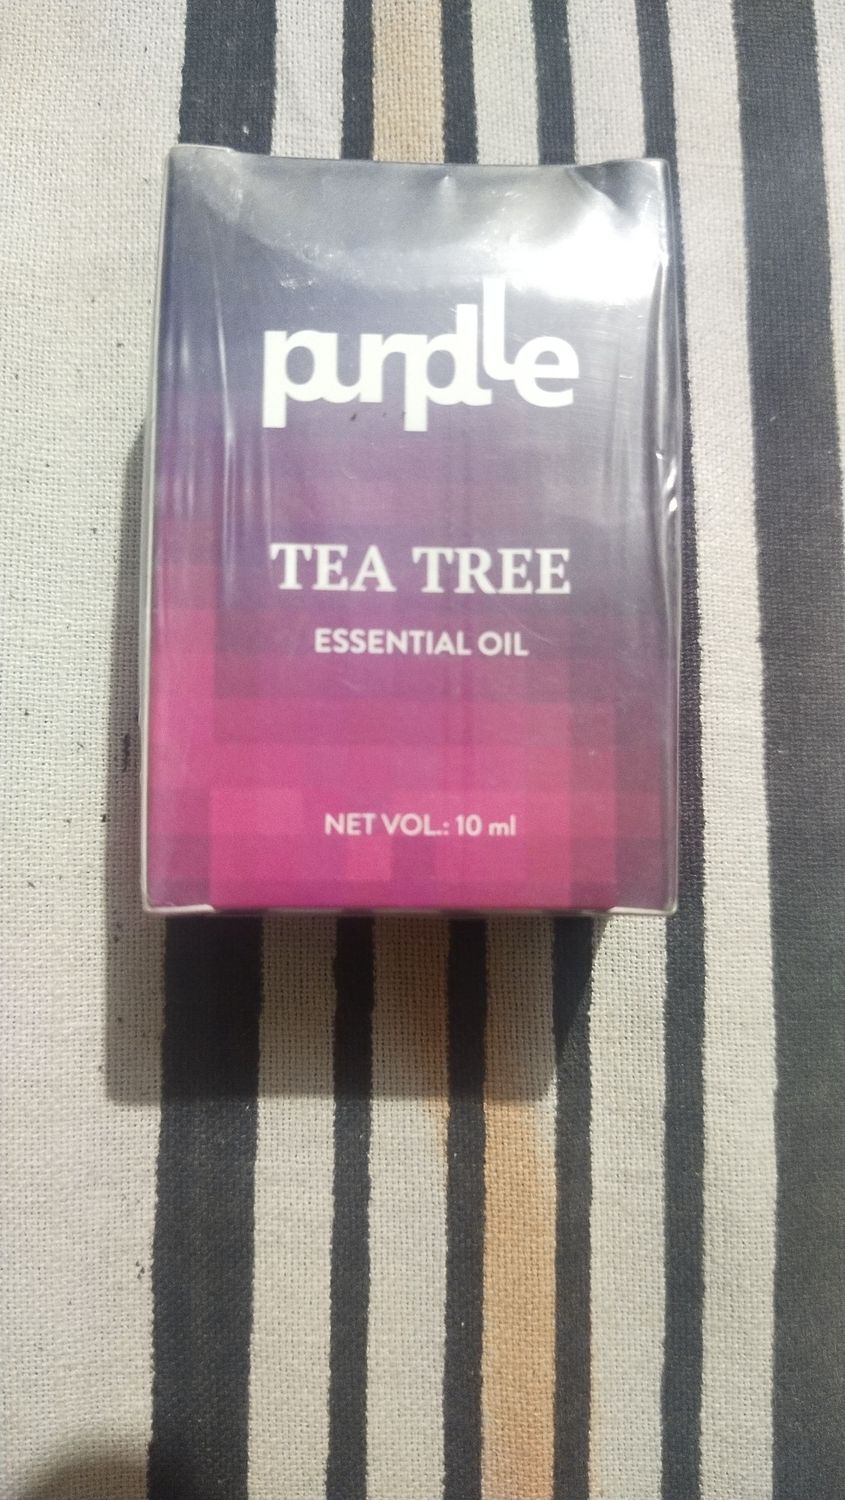 purplle
TEA TREE
ESSENTIAL OIL
NET VOL.: 10 ml